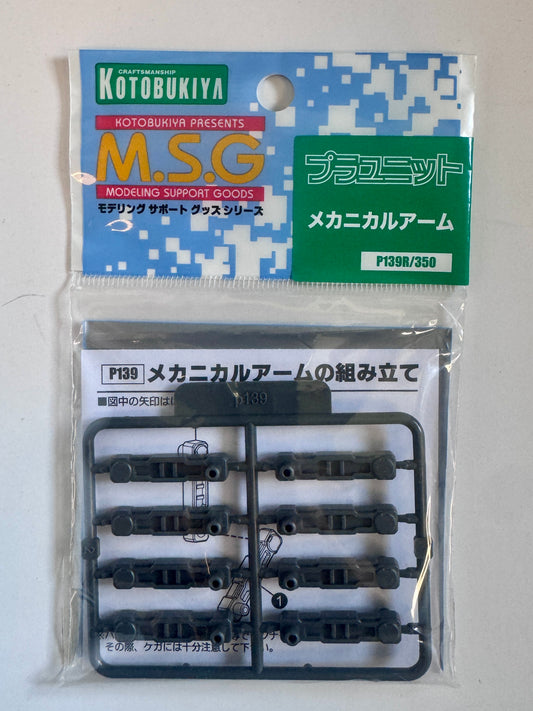 CRAFTSMANSHIP
KOTOBUKIYA
KOTOBUKIYA PRESENTS
M.S.G
MODELING SUPPORT GOODS
モデリング サポート グッズ シリーズ
プラユニット
メカニカルアーム
P139R/350
P139 メカニカルアームの組み立て
■図中の矢印は
p139
1
その際、ケガには十分注意して下さい。